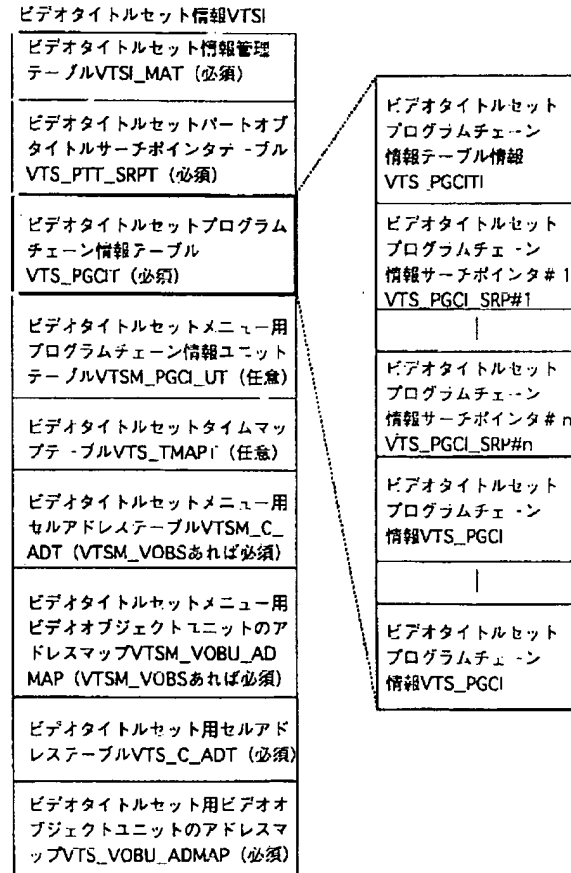 ビデオタイトルセット情報VTSI
ビデオタイトルセット情報管理
テーブルVTSI_MAT（必須）
ビデオタイトルセットパートオブ
タイトルサーチポインタテーブル
VTS_PTT_SRPT（必須）
ビデオタイトルセットプログラム
チェーン情報テーブル
VTS_PGCIT（必須）
ビデオタイトルセットメニュー用
プログラムチェーン情報ユニット
テーブルVTSM_PGCI_UT（任意）
ビデオタイトルセットタイムマッ
プテーブルVTS_TMAPT（任意）
ビデオタイトルセットメニュー用
セルアドレステーブルVTSM_C_
ADT（VTSM_VOBSあれば必須）
ビデオタイトルセットメニュー用
ビデオオブジェクトユニットのア
ドレスマップVTSM_VOBU_AD
MAP（VTSM_VOBSあれば必須）
ビデオタイトルセット用セルアド
レステーブルVTS_C_ADT（必須）
ビデオタイトルセット用ビデオオ
ブジェクトユニットのアドレスマ
ップVTS_VOBU_ADMAP（必須）
ビデオタイトルセット
プログラムチェーン
情報テーブル情報
VTS_PGCITI
ビデオタイトルセット
プログラムチェーン
情報サーチポインタ＃1
VTS_PGCI_SRP#1
ビデオタイトルセット
プログラムチェーン
情報サーチポインタ＃n
VTS_PGCI_SRP#n
ビデオタイトルセット
プログラムチェーン
情報VTS_PGCI
ビデオタイトルセット
プログラムチェーン
情報VTS_PGCI